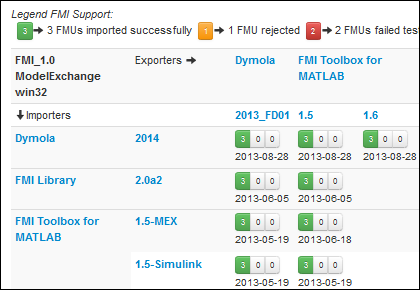 Legend FMI Support:
3 ➔ 3 FMUs imported successfully 1 ➔ 1 FMU rejected 2 ➔ 2 FMUs failed test
FMI_1.0 ModelExchange win32 Exporters ➔ Dymola FMI Toolbox for MATLAB
Importers 2013_FD01 1.5 1.6
Dymola 2014 3 0 0 2013-08-28 3 0 0 2013-08-28 3 0 0 2013-08-28
FMI Library 2.0a2 3 0 0 2013-06-05 3 0 0 2013-06-05
FMI Toolbox for MATLAB 1.5-MEX 3 0 0 2013-05-19 3 0 0 2013-06-18
1.5-Simulink 3 0 0 2013-05-19 3 0 0 2013-05-19